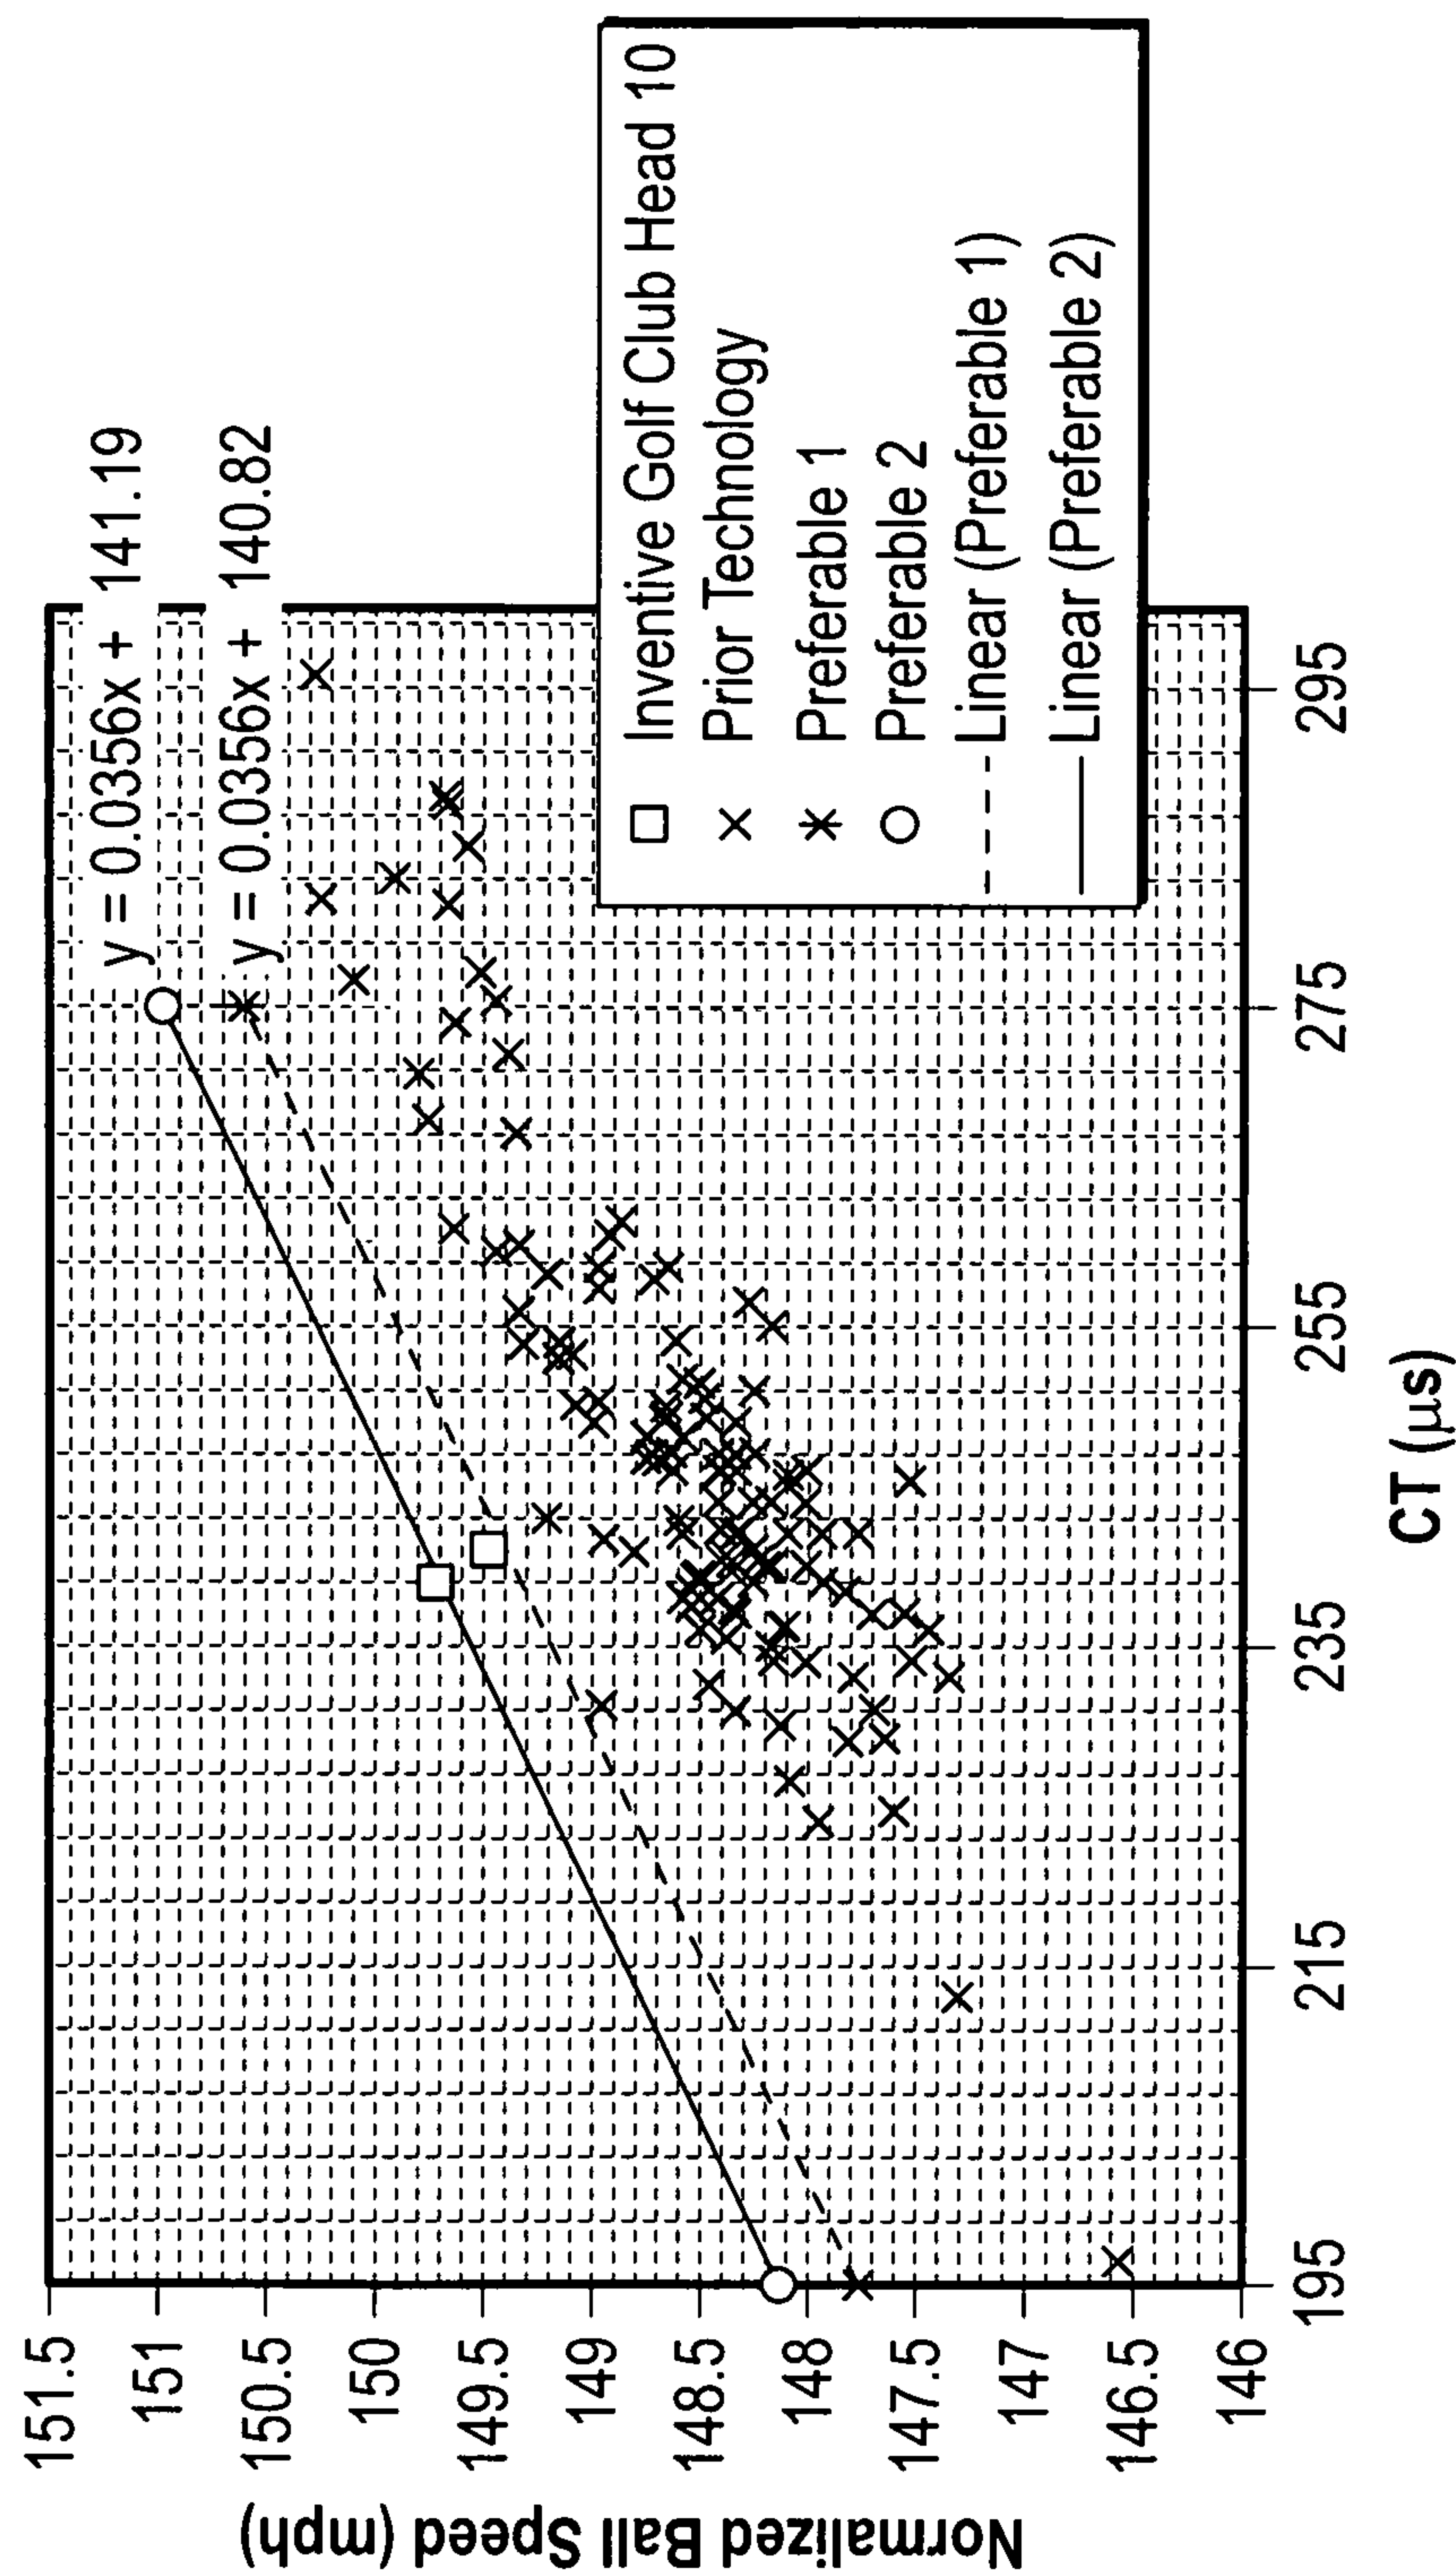 Normalized Ball Speed (mph)
151.5
151
150.5
150
149.5
149
148.5
148
147.5
147
146.5
146
195
215
235
255
275
295
CT (µs)
y = 0.0356x + 141.19
y = 0.0356x + 140.82
Inventive Golf Club Head 10
Prior Technology
Preferable 1
Preferable 2
Linear (Preferable 1)
Linear (Preferable 2)